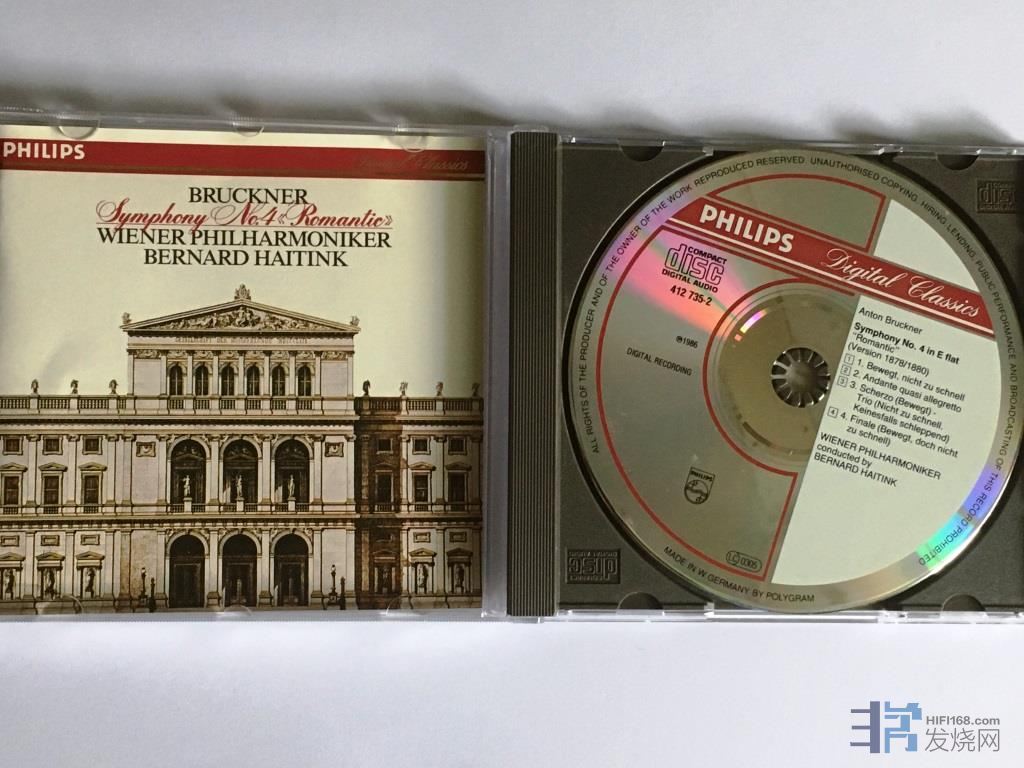 PHILIPS
Digital Classics
BRUCKNER
Symphony No.4 «Romantic»
WIENER PHILHARMONIKER
BERNARD HAITINK
ALL RIGHTS OF THE PRODUCER AND OF THE OWNER OF THE WORK REPRODUCED RESERVED. UNAUTHORISED COPYING, HIRING, LENDING, PUBLIC PERFORMANCE AND BROADCASTING OF THIS RECORD PROHIBITED
PHILIPS
Digital Classics
COMPACT
disc
DIGITAL AUDIO
412 735-2
℗1986
DIGITAL RECORDING
Anton Bruckner
Symphony No. 4 in E flat
"Romantic"
(Version 1878/1880)
1 1. Bewegt, nicht zu schnell
2 2. Andante quasi allegretto
3 3. Scherzo (Bewegt) -
Trio (Nicht zu schnell.
Keinesfalls schleppend)
4 4. Finale (Bewegt, doch nicht
zu schnell)
WIENER PHILHARMONIKER
conducted by
BERNARD HAITINK
PHILIPS
LC 0305
MADE IN W. GERMANY BY POLYGRAM
disc
disc
HIFI168.com
发烧网